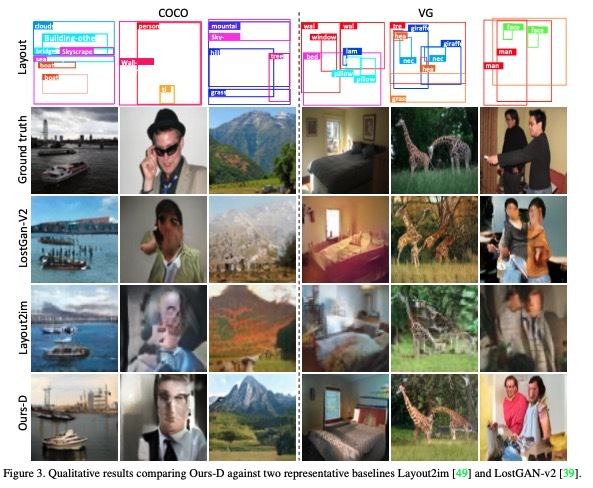 COCO
VG
Layout
cloud
Building-othe
bridge
Skyscrape
sea
boat
boat
person
Wall-
ti
mountai
Sky-
hill
tree
grass
wal
wal
window
lam
bed
pillow
pillow
tre
giraff
hea
giraff
nec
nec
hea
gras
face
face
man
man
Ground truth
LostGan-V2
Layout2im
Ours-D
Figure 3. Qualitative results comparing Ours-D against two representative baselines Layout2im [49] and LostGAN-v2 [39].